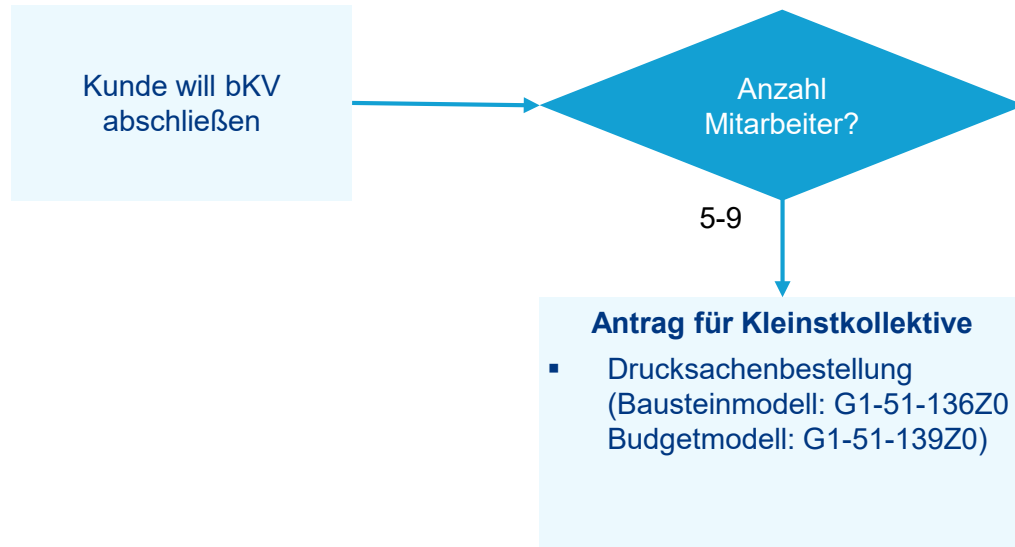 Kunde will bKV
abschließen
Anzahl
Mitarbeiter?
5-9
Antrag für Kleinstkollektive
▪ Drucksachenbestellung
(Bausteinmodell: G1-51-136Z0
Budgetmodell: G1-51-139Z0)